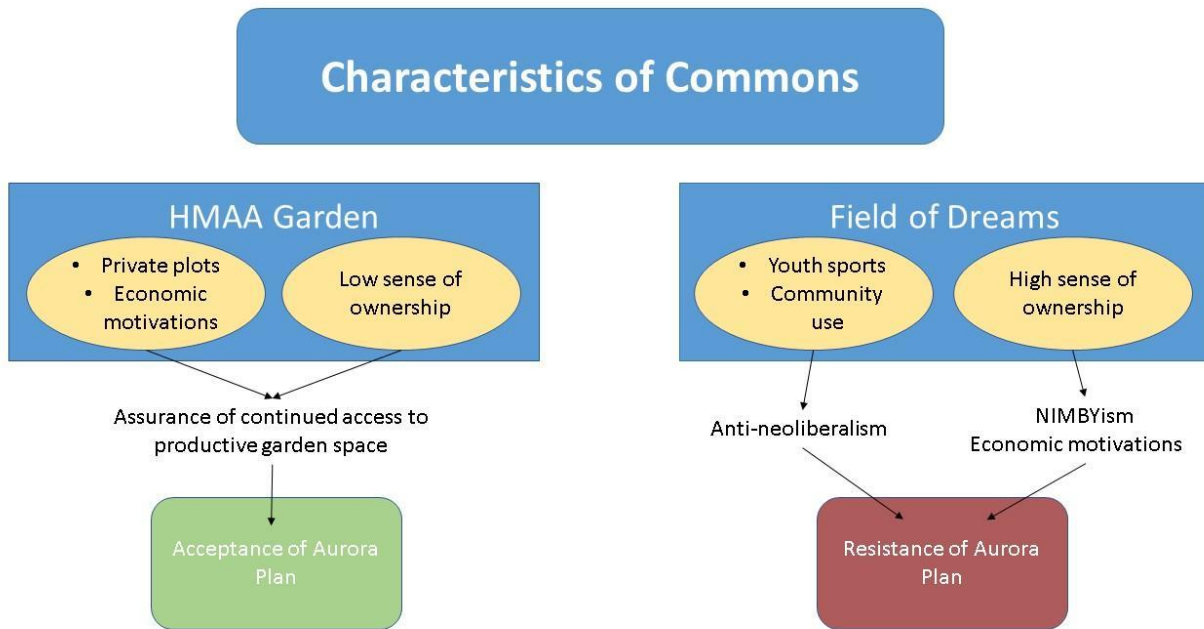 Characteristics of Commons
HMAA Garden
• Private plots
• Economic
motivations
Low sense of
ownership
Assurance of continued access to
productive garden space
Acceptance of Aurora
Plan
Field of Dreams
• Youth sports
• Community
use
High sense of
ownership
Anti-neoliberalism
NIMBYism
Economic motivations
Resistance of Aurora
Plan